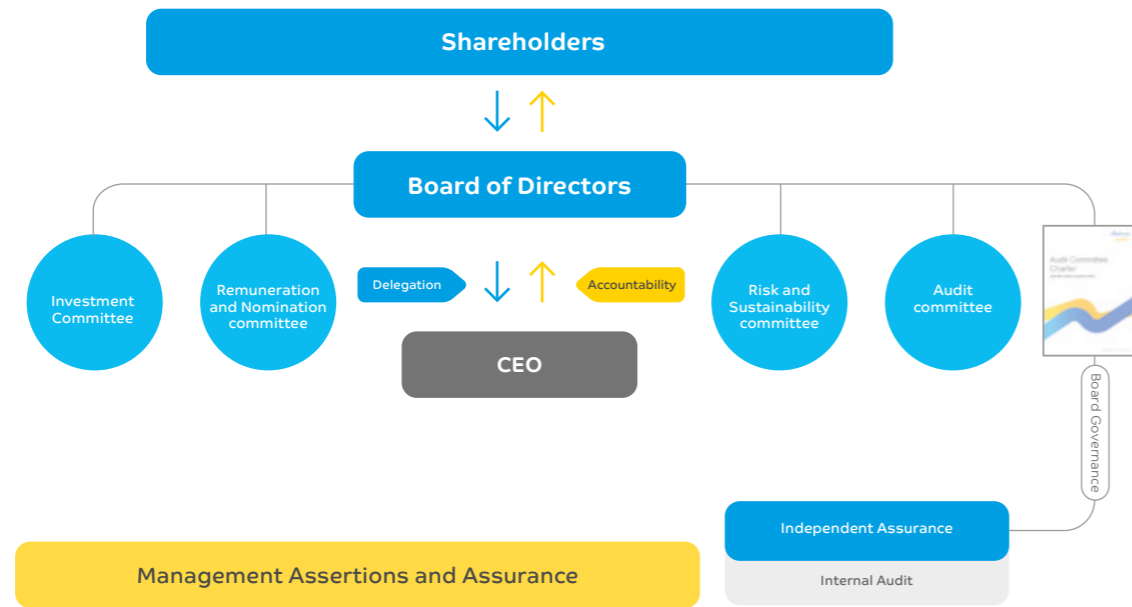 Shareholders
Board of Directors
Investment
Committee
Remuneration
and Nomination
committee
Delegation
Accountability
Risk and
Sustainability
committee
Audit
committee
Audit Committee
Charter
CEO
Board Governance
Independent Assurance
Internal Audit
Management Assertions and Assurance